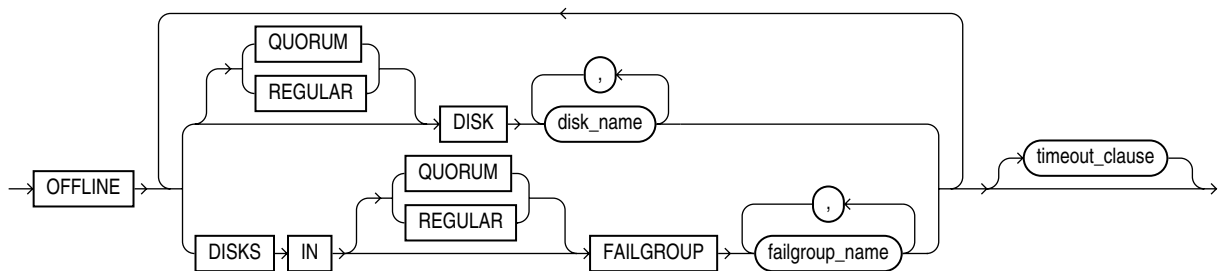 QUORUM
REGULAR
,
DISK
disk_name
OFFLINE
timeout_clause
QUORUM
REGULAR
,
DISKS
IN
FAILGROUP
failgroup_name